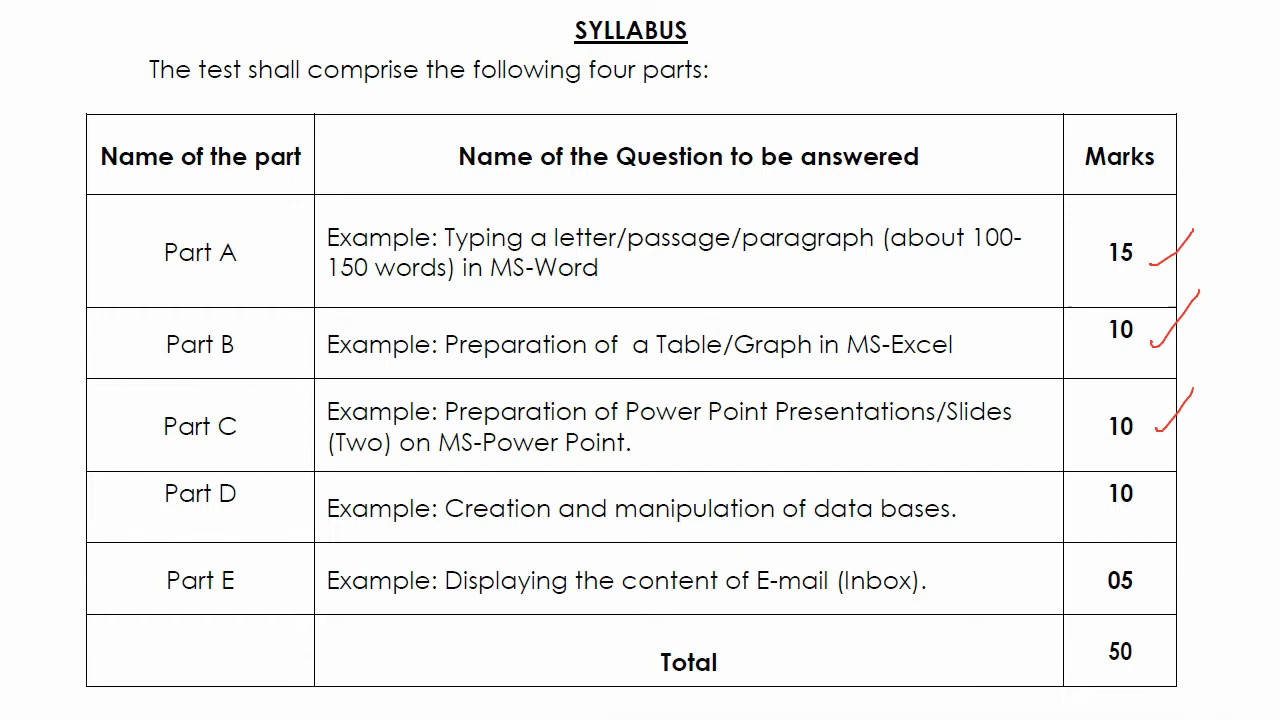 SYLLABUS
The test shall comprise the following four parts:
Name of the part
Name of the Question to be answered
Marks
Part A
Example: Typing a letter/passage/paragraph (about 100-
150 words) in MS-Word
15
Part B
Example: Preparation of  a Table/Graph in MS-Excel
10
Part C
Example: Preparation of Power Point Presentations/Slides
(Two) on MS-Power Point.
10
Part D
Example: Creation and manipulation of data bases.
10
Part E
Example: Displaying the content of E-mail (Inbox).
05
Total
50